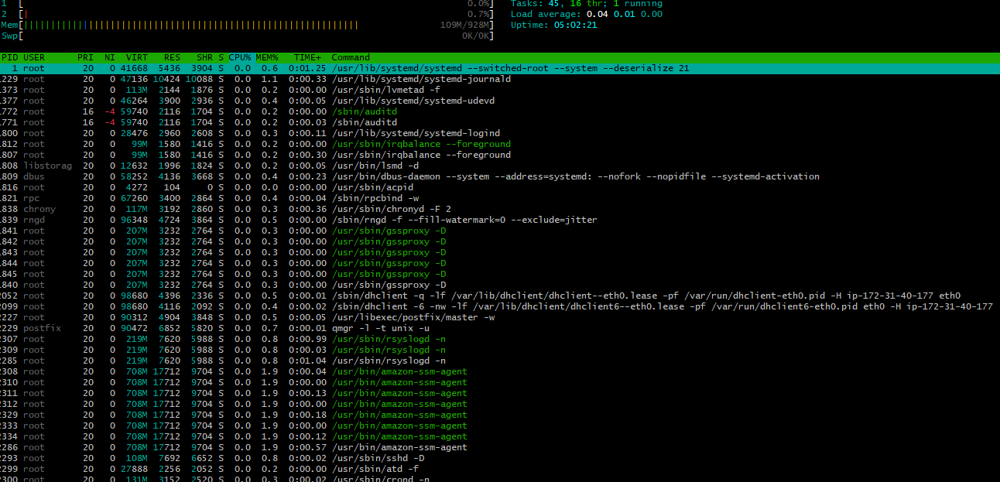 1 [ 0.0%] Tasks: 45, 16 thr; 1 running
2 [| 0.7%] Load average: 0.04 0.01 0.00
Mem[||||||||||||||||||||||||||||||||||||||||||||||||||||||||||||||| 109M/928M] Uptime: 05:02:21
Swp[ 0K/0K]
PID USER PRI NI VIRT RES SHR S CPU% MEM% TIME+ Command
1 root 20 0 41668 5436 3904 S 0.0 0.6 0:01.25 /usr/lib/systemd/systemd --switched-root --system --deserialize 21
1229 root 20 0 47136 10424 10088 S 0.0 1.1 0:00.33 /usr/lib/systemd/systemd-journald
1373 root 20 0 113M 2144 1876 S 0.0 0.2 0:00.00 /usr/sbin/lvmetad -f
1377 root 20 0 46264 3900 2936 S 0.0 0.4 0:00.05 /usr/lib/systemd/systemd-udevd
1772 root 16 -4 59740 2116 1704 S 0.0 0.2 0:00.00 /sbin/auditd
1771 root 16 -4 59740 2116 1704 S 0.0 0.2 0:00.03 /sbin/auditd
1800 root 20 0 28476 2960 2608 S 0.0 0.3 0:00.11 /usr/lib/systemd/systemd-logind
1812 root 20 0 99M 1580 1416 S 0.0 0.2 0:00.00 /usr/sbin/irqbalance --foreground
1807 root 20 0 99M 1580 1416 S 0.0 0.2 0:00.30 /usr/sbin/irqbalance --foreground
1808 libstorag 20 0 12632 1996 1824 S 0.0 0.2 0:00.05 /usr/bin/lsmd -d
1809 dbus 20 0 58252 4136 3668 S 0.0 0.4 0:00.23 /usr/bin/dbus-daemon --system --address=systemd: --nofork --nopidfile --systemd-activation
1816 root 20 0 4272 104 0 S 0.0 0.0 0:00.00 /usr/sbin/acpid
1821 rpc 20 0 67260 3400 2864 S 0.0 0.4 0:00.04 /sbin/rpcbind -w
1838 chrony 20 0 117M 3192 2860 S 0.0 0.3 0:00.36 /usr/sbin/chronyd -F 2
1839 rngd 20 0 96348 4724 3864 S 0.0 0.5 0:00.00 /sbin/rngd -f --fill-watermark=0 --exclude=jitter
1841 root 20 0 207M 3232 2764 S 0.0 0.3 0:00.00 /usr/sbin/gssproxy -D
1842 root 20 0 207M 3232 2764 S 0.0 0.3 0:00.00 /usr/sbin/gssproxy -D
1843 root 20 0 207M 3232 2764 S 0.0 0.3 0:00.00 /usr/sbin/gssproxy -D
1844 root 20 0 207M 3232 2764 S 0.0 0.3 0:00.00 /usr/sbin/gssproxy -D
1845 root 20 0 207M 3232 2764 S 0.0 0.3 0:00.00 /usr/sbin/gssproxy -D
1840 root 20 0 207M 3232 2764 S 0.0 0.3 0:00.00 /usr/sbin/gssproxy -D
2052 root 20 0 98680 4396 2336 S 0.0 0.5 0:00.01 /sbin/dhclient -q -lf /var/lib/dhclient/dhclient--eth0.lease -pf /var/run/dhclient-eth0.pid -H ip-172-31-40-177 eth0
2099 root 20 0 98680 4116 2092 S 0.0 0.4 0:00.02 /sbin/dhclient -6 -nw -lf /var/lib/dhclient/dhclient6--eth0.lease -pf /var/run/dhclient6-eth0.pid eth0 -H ip-172-31-40-177
2227 root 20 0 90312 4904 3848 S 0.0 0.5 0:00.05 /usr/libexec/postfix/master -w
2229 postfix 20 0 90472 6852 5820 S 0.0 0.7 0:00.01 qmgr -l -t unix -u
2307 root 20 0 219M 7620 5988 S 0.0 0.8 0:00.99 /usr/sbin/rsyslogd -n
2309 root 20 0 219M 7620 5988 S 0.0 0.8 0:00.03 /usr/sbin/rsyslogd -n
2285 root 20 0 219M 7620 5988 S 0.0 0.8 0:01.04 /usr/sbin/rsyslogd -n
2308 root 20 0 708M 17712 9704 S 0.0 1.9 0:00.04 /usr/bin/amazon-ssm-agent
2310 root 20 0 708M 17712 9704 S 0.0 1.9 0:00.00 /usr/bin/amazon-ssm-agent
2311 root 20 0 708M 17712 9704 S 0.0 1.9 0:00.13 /usr/bin/amazon-ssm-agent
2312 root 20 0 708M 17712 9704 S 0.0 1.9 0:00.00 /usr/bin/amazon-ssm-agent
2329 root 20 0 708M 17712 9704 S 0.0 1.9 0:00.18 /usr/bin/amazon-ssm-agent
2333 root 20 0 708M 17712 9704 S 0.0 1.9 0:00.00 /usr/bin/amazon-ssm-agent
2334 root 20 0 708M 17712 9704 S 0.0 1.9 0:00.12 /usr/bin/amazon-ssm-agent
2286 root 20 0 708M 17712 9704 S 0.0 1.9 0:00.57 /usr/bin/amazon-ssm-agent
2293 root 20 0 108M 7692 6652 S 0.0 0.8 0:00.02 /usr/sbin/sshd -D
2299 root 20 0 27888 2256 2052 S 0.0 0.2 0:00.00 /usr/sbin/atd -f
2300 root 20 0 131M 3152 2520 S 0.0 0.3 0:00.02 /usr/sbin/crond -n